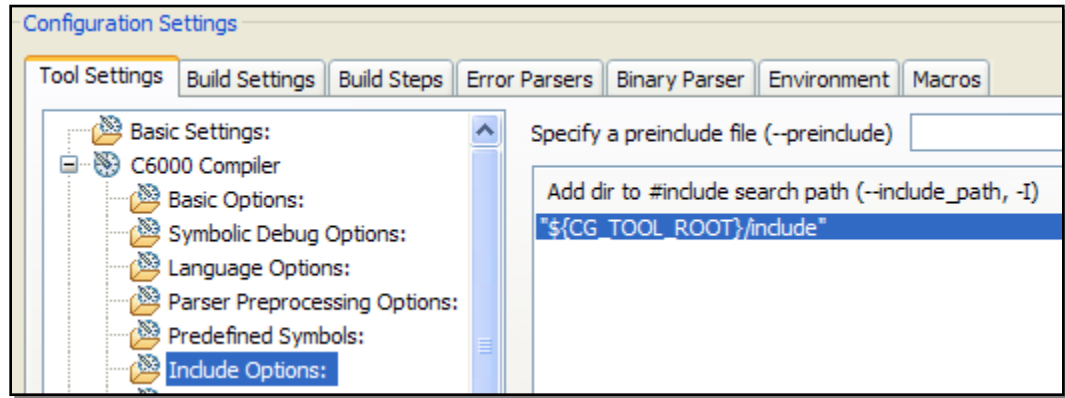 Configuration Settings
Tool Settings Build Settings Build Steps Error Parsers Binary Parser Environment Macros
Basic Settings:
C6000 Compiler
Basic Options:
Symbolic Debug Options:
Language Options:
Parser Preprocessing Options:
Predefined Symbols:
Include Options:
Specify a preinclude file (--preinclude)
Add dir to #include search path (--include_path, -I)
"${CG_TOOL_ROOT}/include"